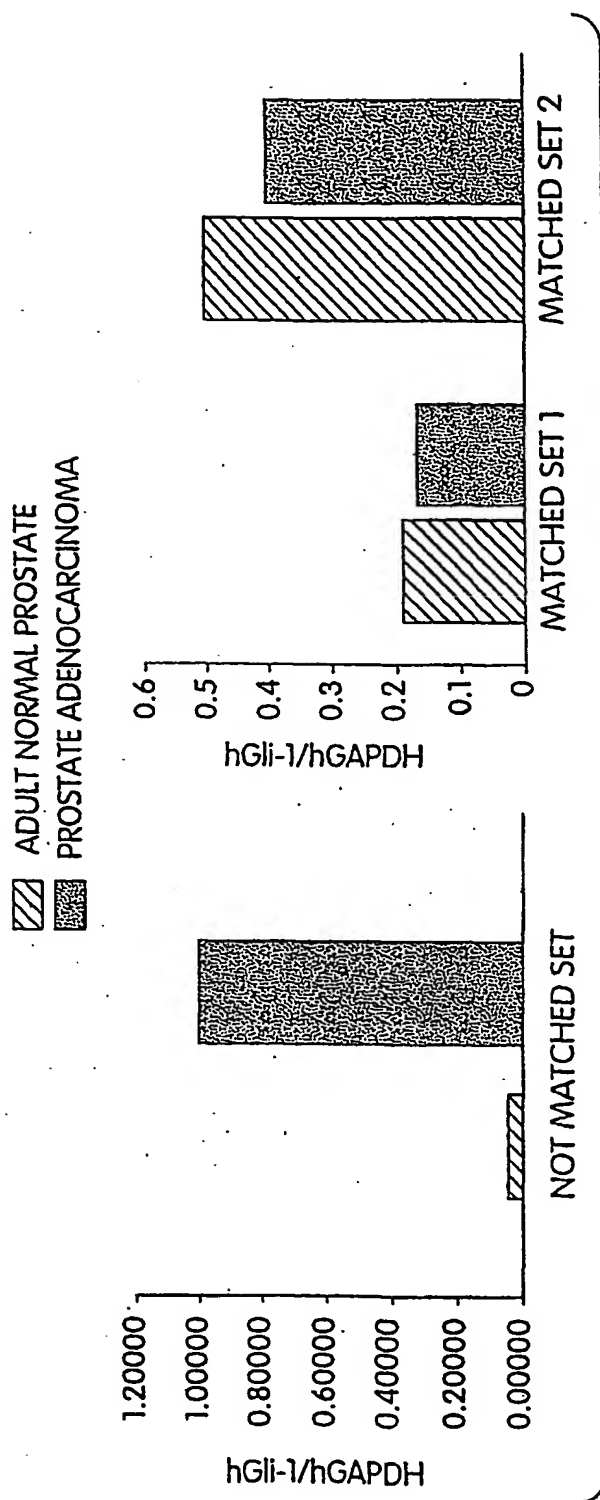 ADULT NORMAL PROSTATE
PROSTATE ADENOCARCINOMA
hGli-1/hGAPDH
1.20000
1.00000
0.80000
0.60000
0.40000
0.20000
0.00000
NOT MATCHED SET
hGli-1/hGAPDH
0.6
0.5
0.4
0.3
0.2
0.1
0
MATCHED SET 1
MATCHED SET 2